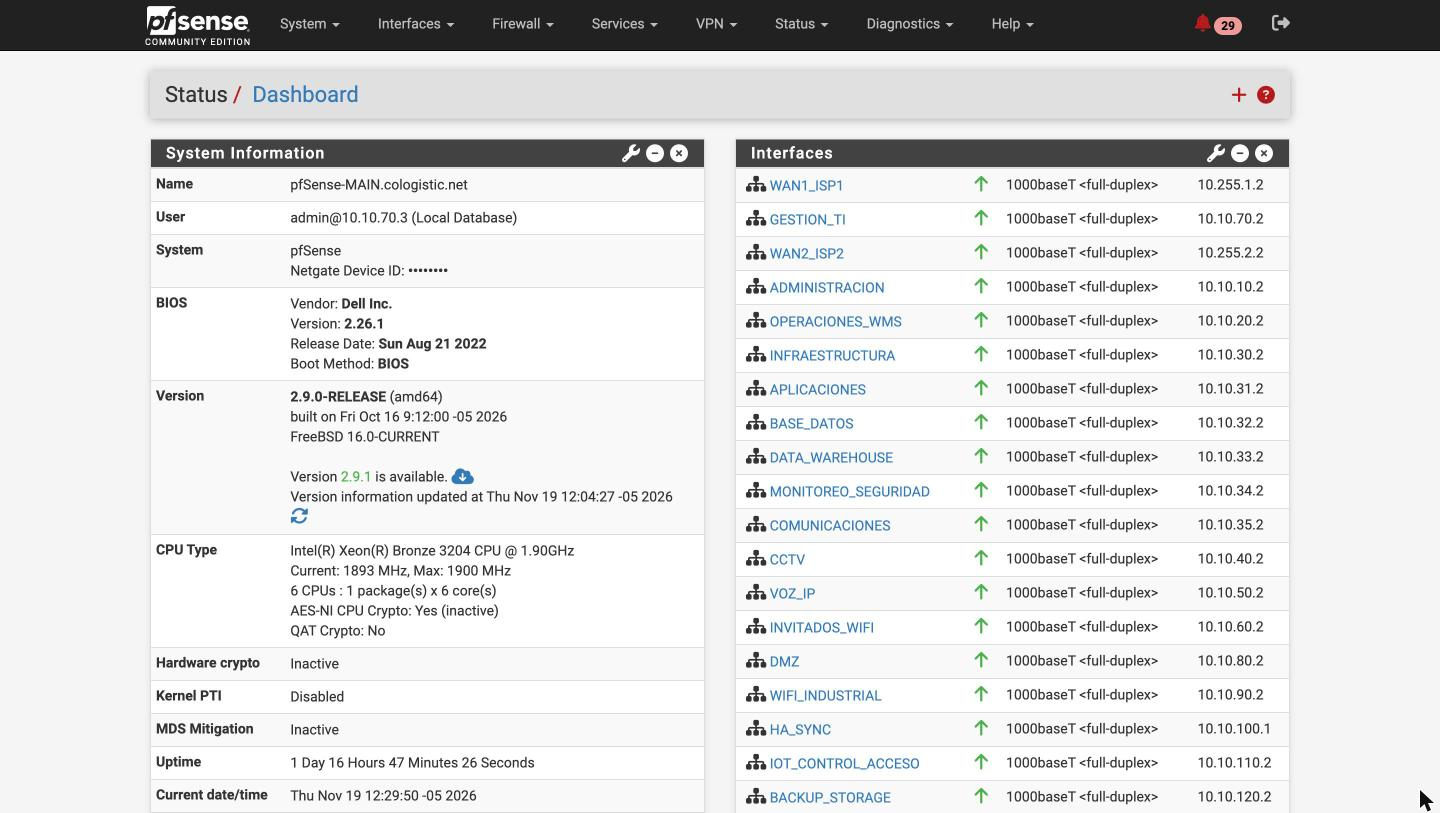 pfsense
COMMUNITY EDITION
System
Interfaces
Firewall
Services
VPN
Status
Diagnostics
Help
29
Status / Dashboard
+ ?
System Information
Name pfSense-MAIN.cologistic.net
User admin@10.10.70.3 (Local Database)
System pfSense
Netgate Device ID: ••••••••
BIOS Vendor: Dell Inc.
Version: 2.26.1
Release Date: Sun Aug 21 2022
Boot Method: BIOS
Version 2.9.0-RELEASE (amd64)
built on Fri Oct 16 9:12:00 -05 2026
FreeBSD 16.0-CURRENT
Version 2.9.1 is available.
Version information updated at Thu Nov 19 12:04:27 -05 2026
CPU Type Intel(R) Xeon(R) Bronze 3204 CPU @ 1.90GHz
Current: 1893 MHz, Max: 1900 MHz
6 CPUs : 1 package(s) x 6 core(s)
AES-NI CPU Crypto: Yes (inactive)
QAT Crypto: No
Hardware crypto Inactive
Kernel PTI Disabled
MDS Mitigation Inactive
Uptime 1 Day 16 Hours 47 Minutes 26 Seconds
Current date/time Thu Nov 19 12:29:50 -05 2026
Interfaces
WAN1_ISP1 1000baseT <full-duplex> 10.255.1.2
GESTION_TI 1000baseT <full-duplex> 10.10.70.2
WAN2_ISP2 1000baseT <full-duplex> 10.255.2.2
ADMINISTRACION 1000baseT <full-duplex> 10.10.10.2
OPERACIONES_WMS 1000baseT <full-duplex> 10.10.20.2
INFRAESTRUCTURA 1000baseT <full-duplex> 10.10.30.2
APLICACIONES 1000baseT <full-duplex> 10.10.31.2
BASE_DATOS 1000baseT <full-duplex> 10.10.32.2
DATA_WAREHOUSE 1000baseT <full-duplex> 10.10.33.2
MONITOREO_SEGURIDAD 1000baseT <full-duplex> 10.10.34.2
COMUNICACIONES 1000baseT <full-duplex> 10.10.35.2
CCTV 1000baseT <full-duplex> 10.10.40.2
VOZ_IP 1000baseT <full-duplex> 10.10.50.2
INVITADOS_WIFI 1000baseT <full-duplex> 10.10.60.2
DMZ 1000baseT <full-duplex> 10.10.80.2
WIFI_INDUSTRIAL 1000baseT <full-duplex> 10.10.90.2
HA_SYNC 1000baseT <full-duplex> 10.10.100.1
IOT_CONTROL_ACCESO 1000baseT <full-duplex> 10.10.110.2
BACKUP_STORAGE 1000baseT <full-duplex> 10.10.120.2